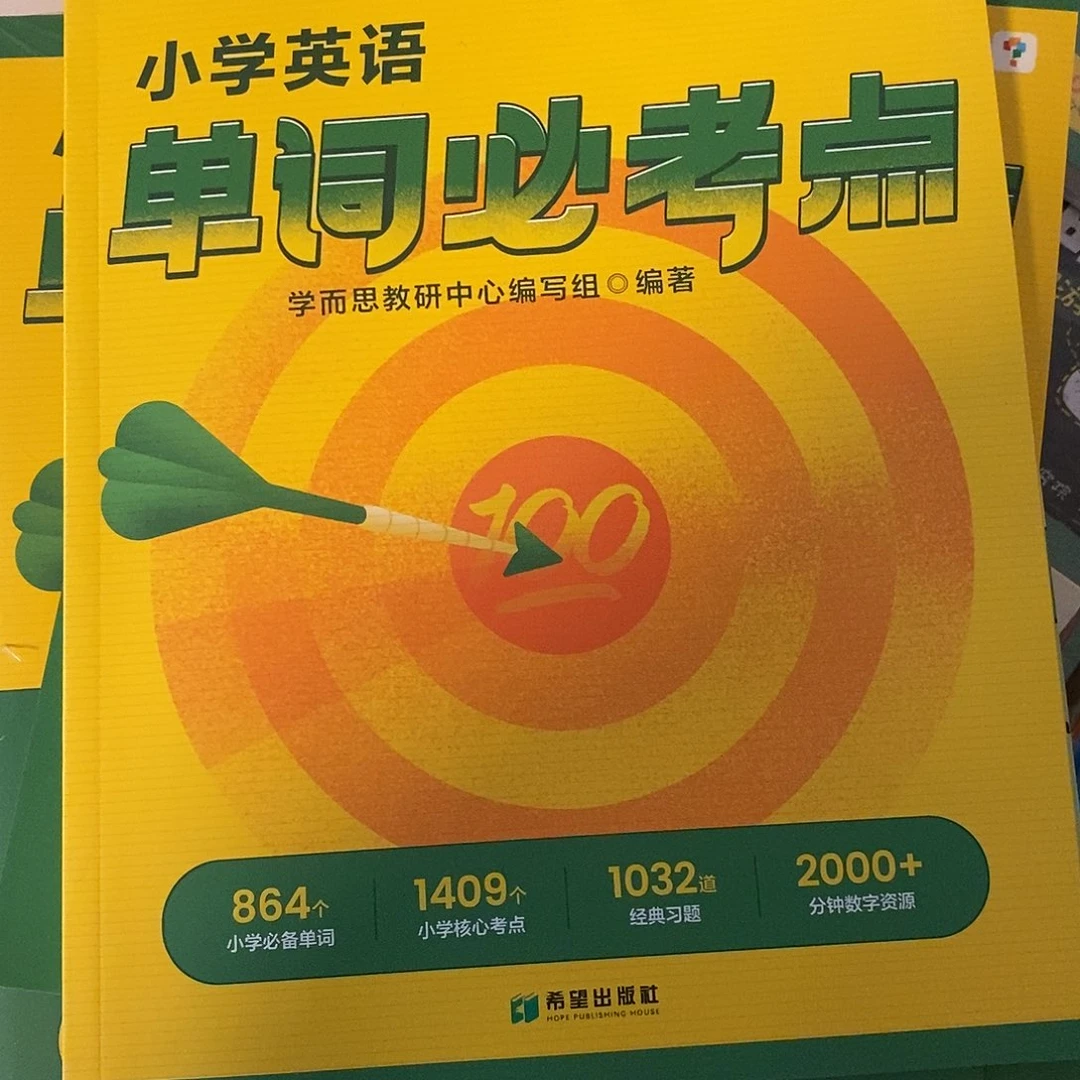 小学英语
单词必考点
学而思教研中心编写组◎编著
100
864个
小学必备单词
1409个
小学核心考点
1032道
经典习题
2000+
分钟数字资源
希望出版社
HOPE PUBLISHING HOUSE